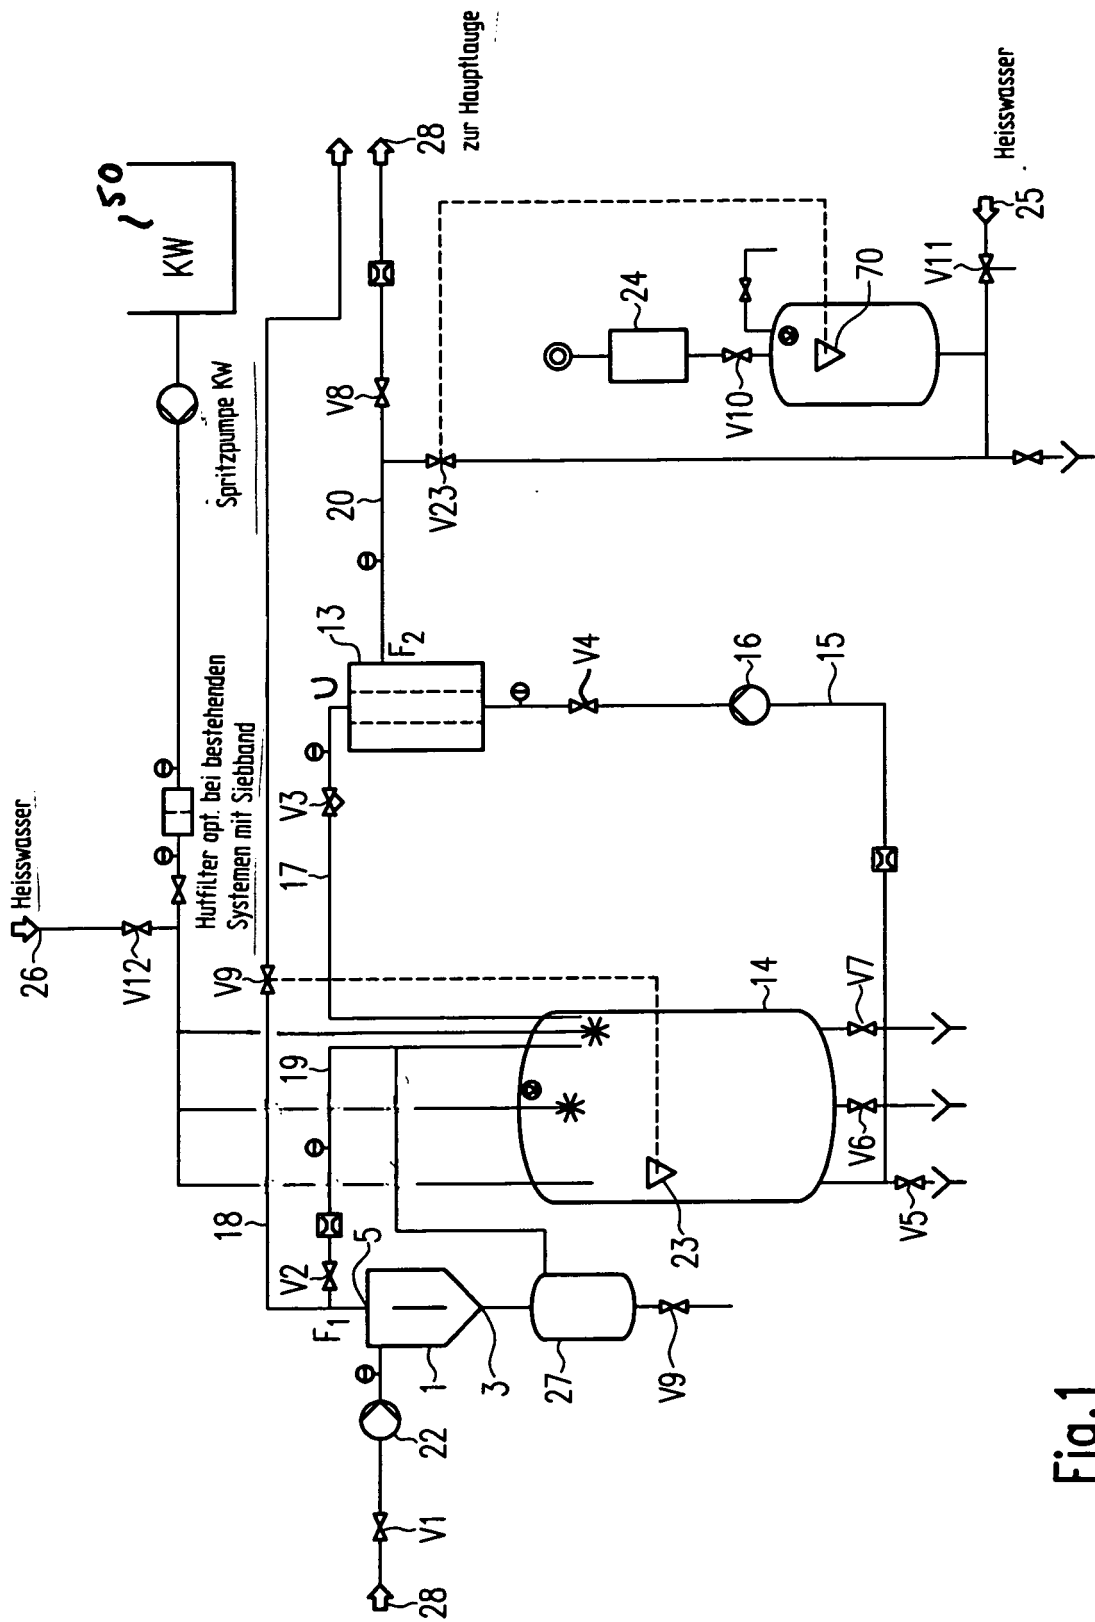 Fig.1
28
V1
22
1
3
5
F1
V2
18
19
27
V9
23
14
V5
V6
V7
26
Heisswasser
V12
V9
Hutfilter opt. bei bestehenden
Systemen mit Siebband
17
V3
U
13
F2
V4
16
15
20
V23
V8
Spritzpumpe KW
KW
50
28
zur Hauptlauge
24
V10
70
V11
25
Heisswasser